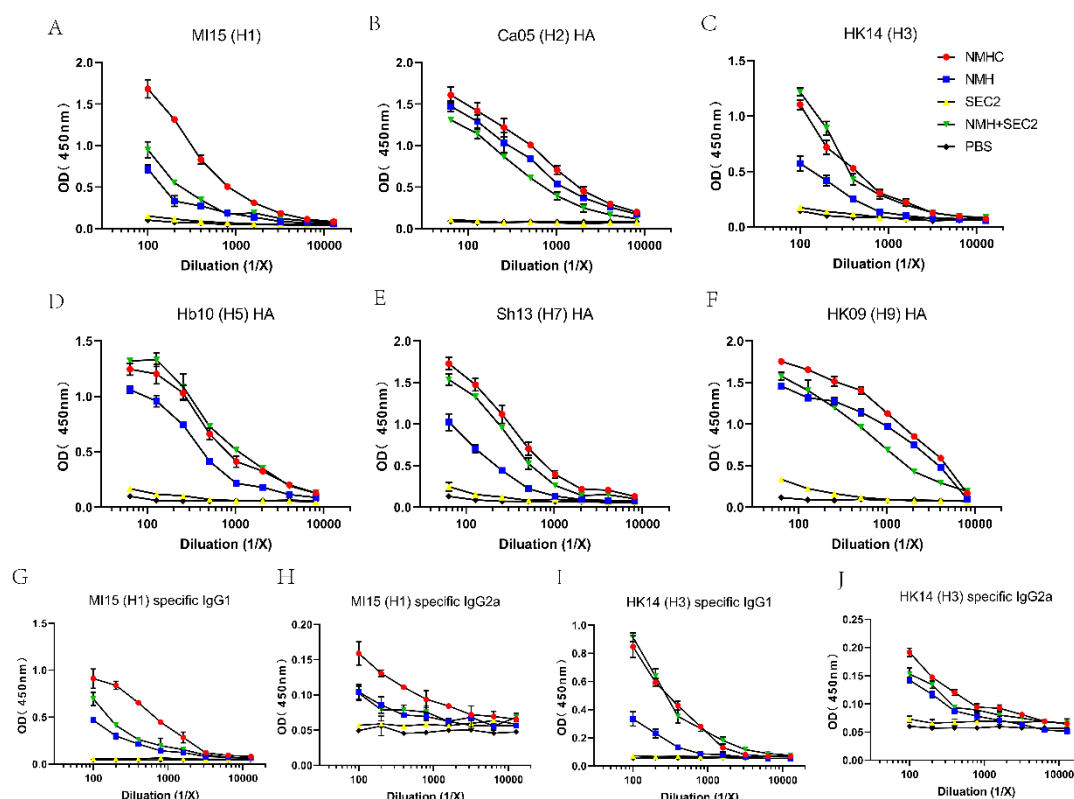 A
MI15 (H1)
B
Ca05 (H2) HA
C
HK14 (H3)
2.0
1.5
1.0
0.5
0.0
OD( 450nm)
100
1000
10000
Diluation (1/X)
2.0
1.5
1.0
0.5
0.0
OD( 450nm)
100
1000
10000
Diluation (1/X)
1.5
1.0
0.5
0.0
OD( 450nm)
100
1000
10000
Diluation (1/X)
NMHC
NMH
SEC2
NMH+SEC2
PBS
D
Hb10 (H5) HA
E
Sh13 (H7) HA
F
HK09 (H9) HA
1.5
1.0
0.5
0.0
OD( 450nm)
100
1000
10000
Diluation (1/X)
2.0
1.5
1.0
0.5
0.0
OD( 450nm)
100
1000
10000
Diluation (1/X)
2.0
1.5
1.0
0.5
0.0
OD( 450nm)
100
1000
10000
Diluation (1/X)
G
MI15 (H1) specific IgG1
H
MI15 (H1) specific IgG2a
I
HK14 (H3) specific IgG1
J
HK14 (H3) specific IgG2a
1.5
1.0
0.5
0.0
OD( 450nm)
100
1000
10000
Diluation (1/X)
0.20
0.15
0.10
0.05
0.00
OD( 450nm)
100
1000
10000
Diluation (1/X)
1.0
0.8
0.6
0.4
0.2
0.0
OD( 450nm)
100
1000
10000
Diluation (1/X)
0.25
0.20
0.15
0.10
0.05
0.00
OD( 450nm)
100
1000
10000
Diluation (1/X)